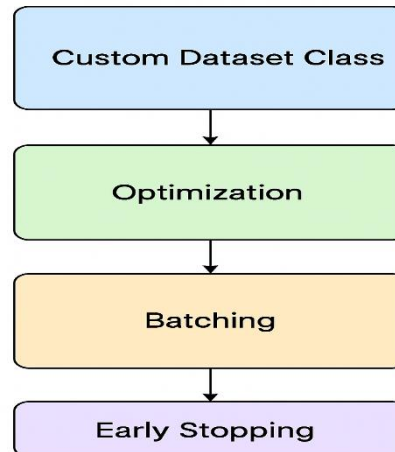 Custom Dataset Class
Optimization
Batching
Early Stopping